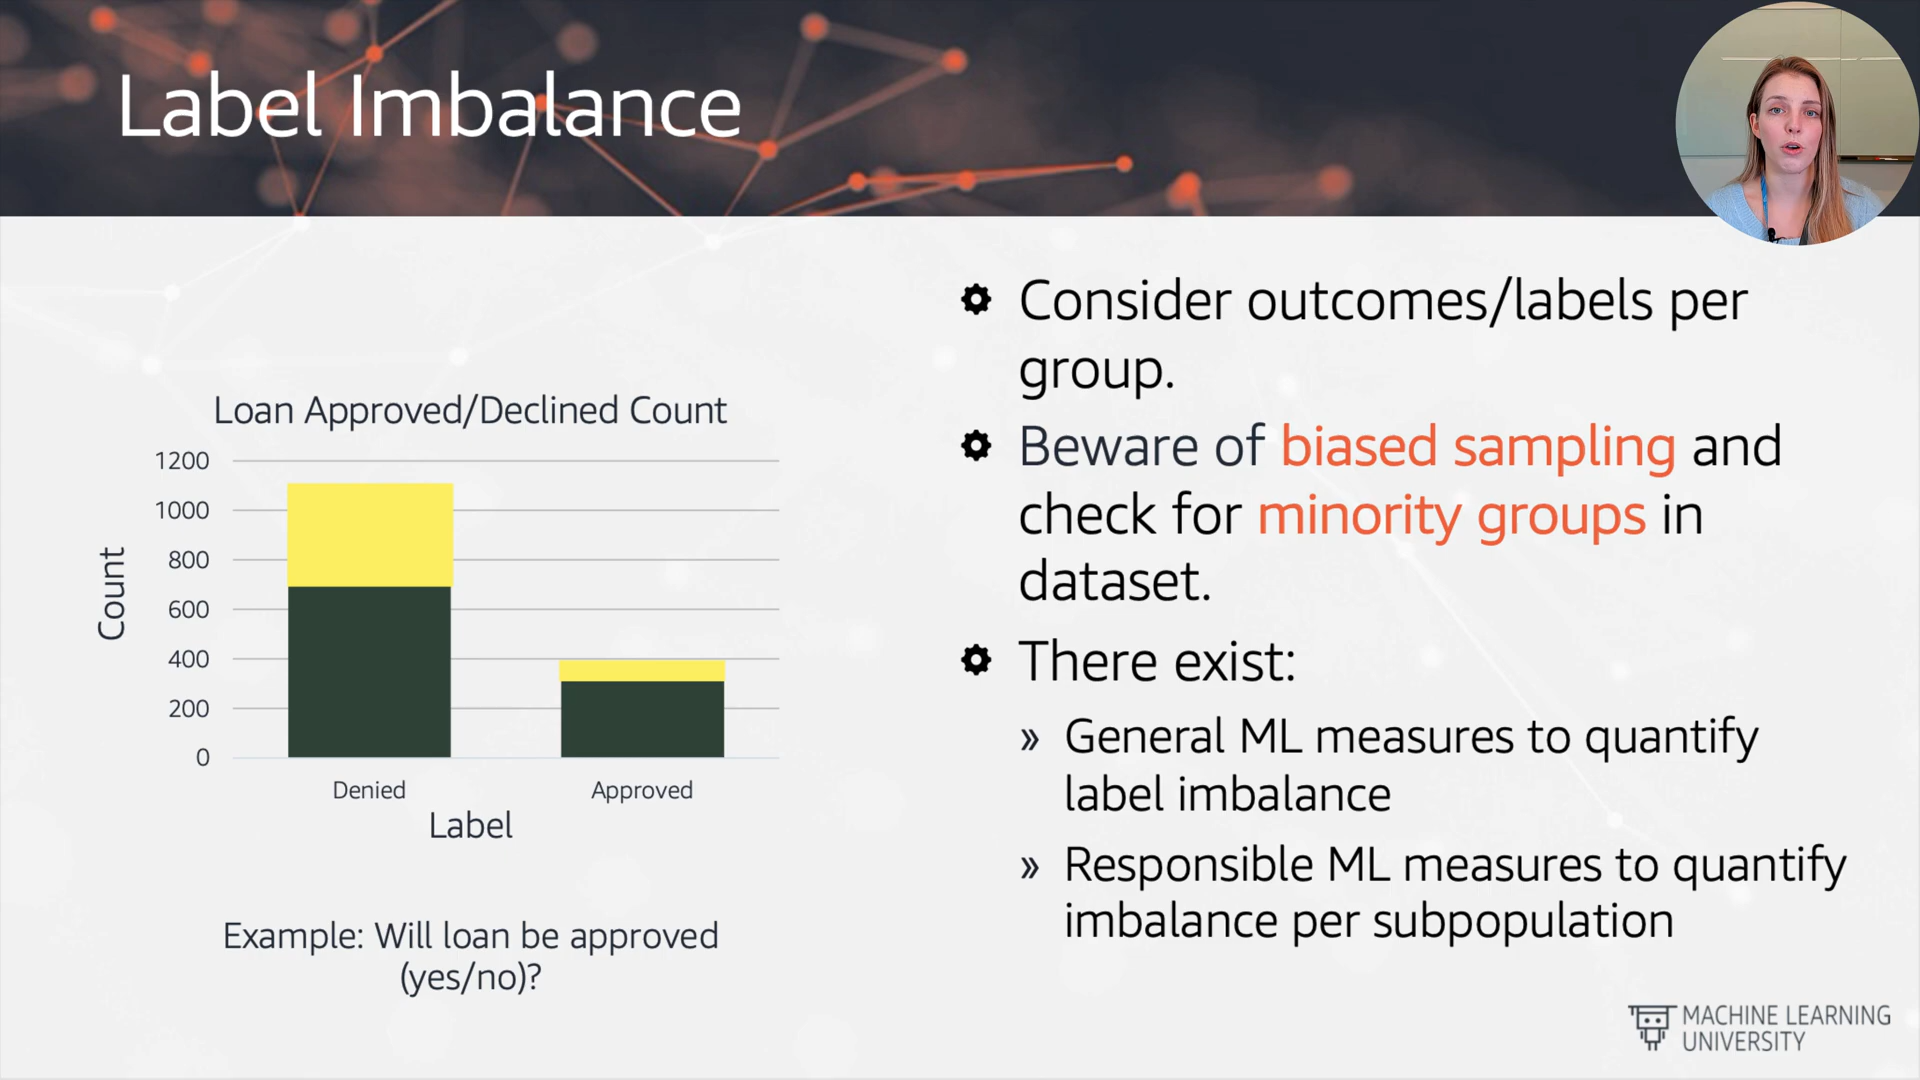 Label Imbalance
Loan Approved/Declined Count
1200
1000
800
600
400
200
0
Count
Denied
Approved
Label
Example: Will loan be approved
(yes/no)?
Consider outcomes/labels per
group.
Beware of biased sampling and
check for minority groups in
dataset.
There exist:
» General ML measures to quantify
label imbalance
» Responsible ML measures to quantify
imbalance per subpopulation
MACHINE LEARNING
UNIVERSITY